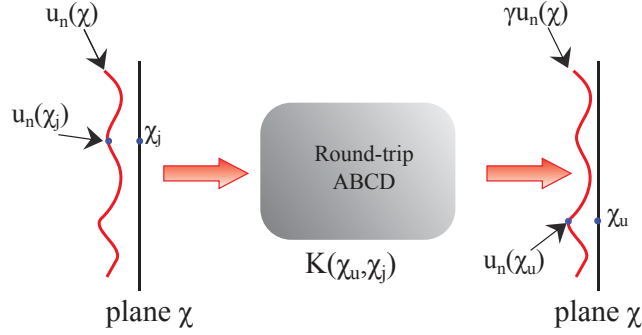 uₙ(χ)
uₙ(χⱼ)
χⱼ
plane χ
Round-trip
ABCD
K(χᵤ,χⱼ)
γuₙ(χ)
χᵤ
uₙ(χᵤ)
plane χ